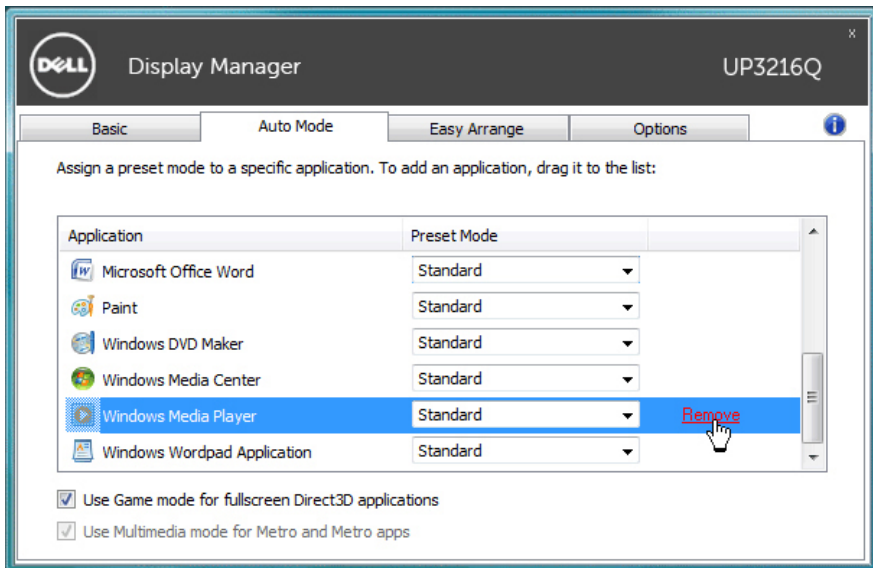 DELL Display Manager UP3216Q x
Basic Auto Mode Easy Arrange Options i
Assign a preset mode to a specific application. To add an application, drag it to the list:
Application Preset Mode
Microsoft Office Word Standard
Paint Standard
Windows DVD Maker Standard
Windows Media Center Standard
Windows Media Player Standard Remove
Windows Wordpad Application Standard
Use Game mode for fullscreen Direct3D applications
Use Multimedia mode for Metro and Metro apps